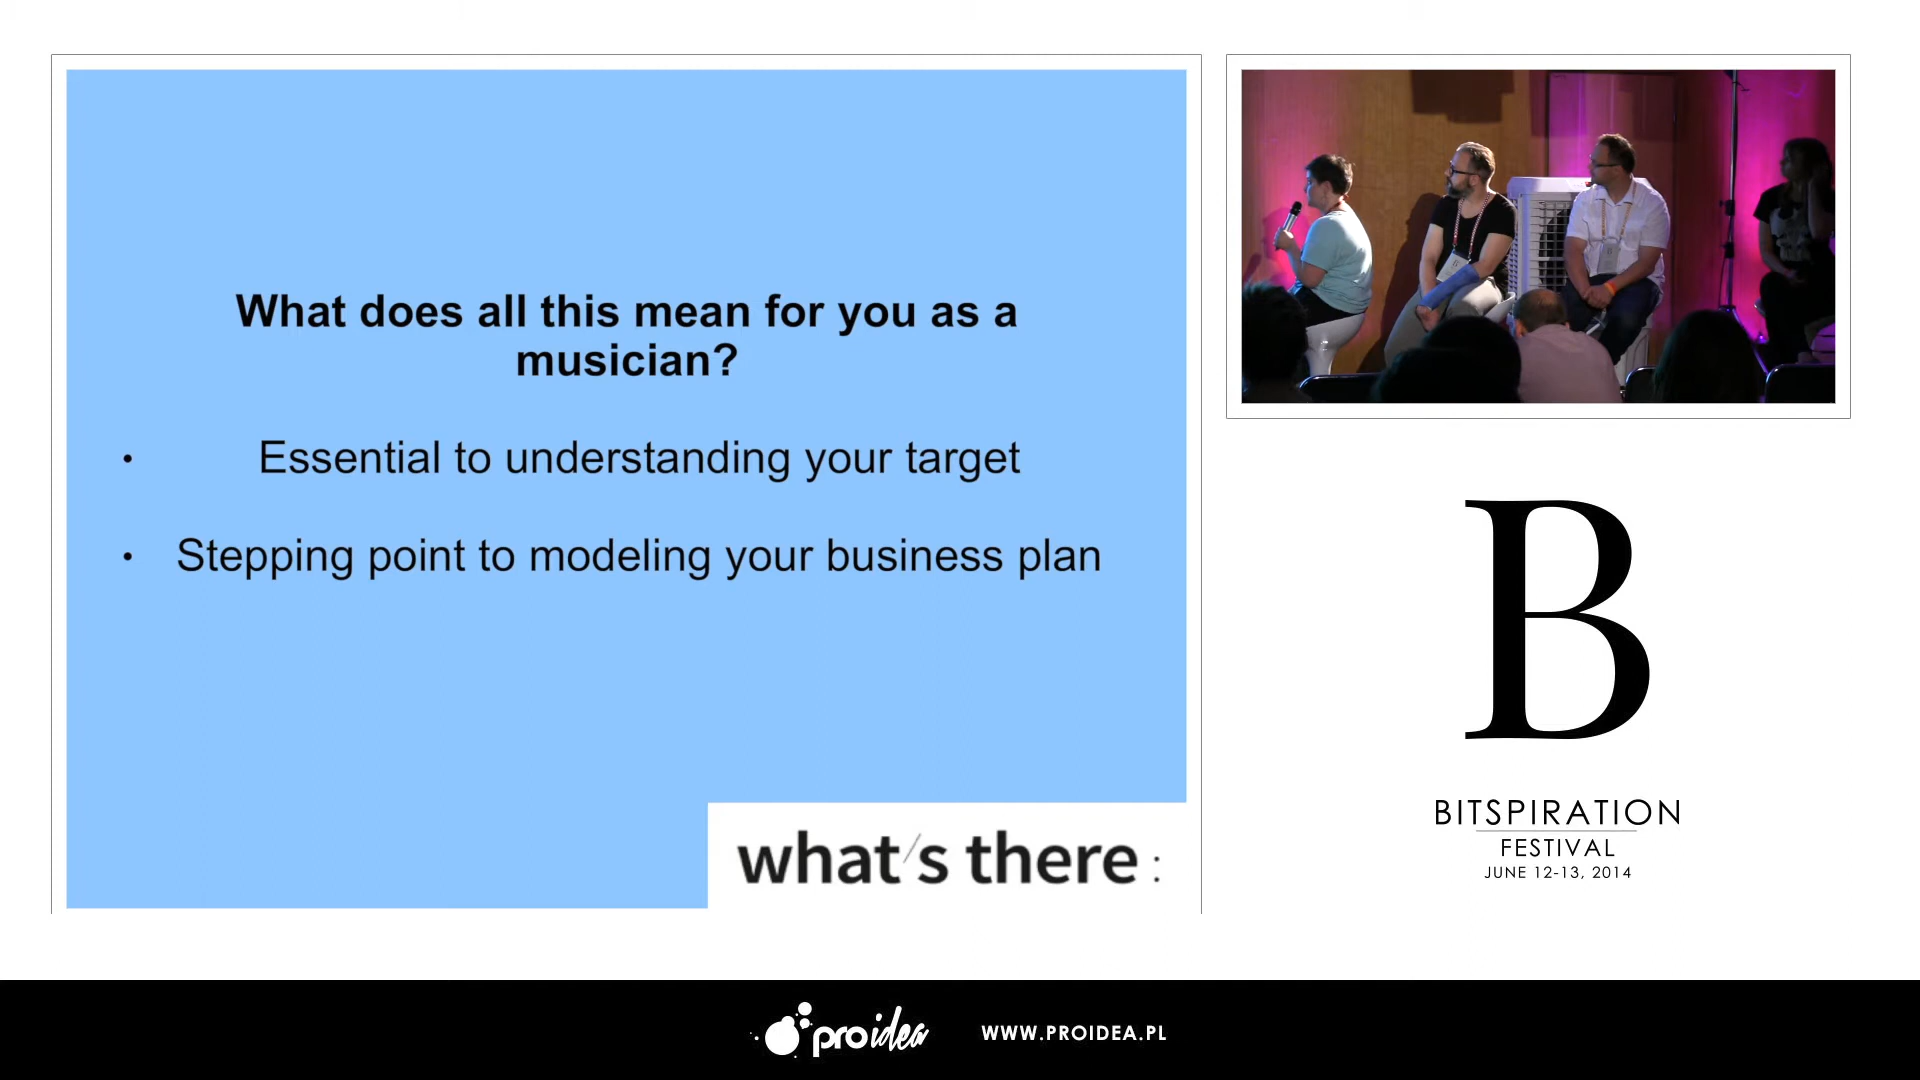 What does all this mean for you as a
musician?
• Essential to understanding your target
• Stepping point to modeling your business plan
what's there :
B
BITSPIRATION
FESTIVAL
JUNE 12-13, 2014
proidea
WWW.PROIDEA.PL